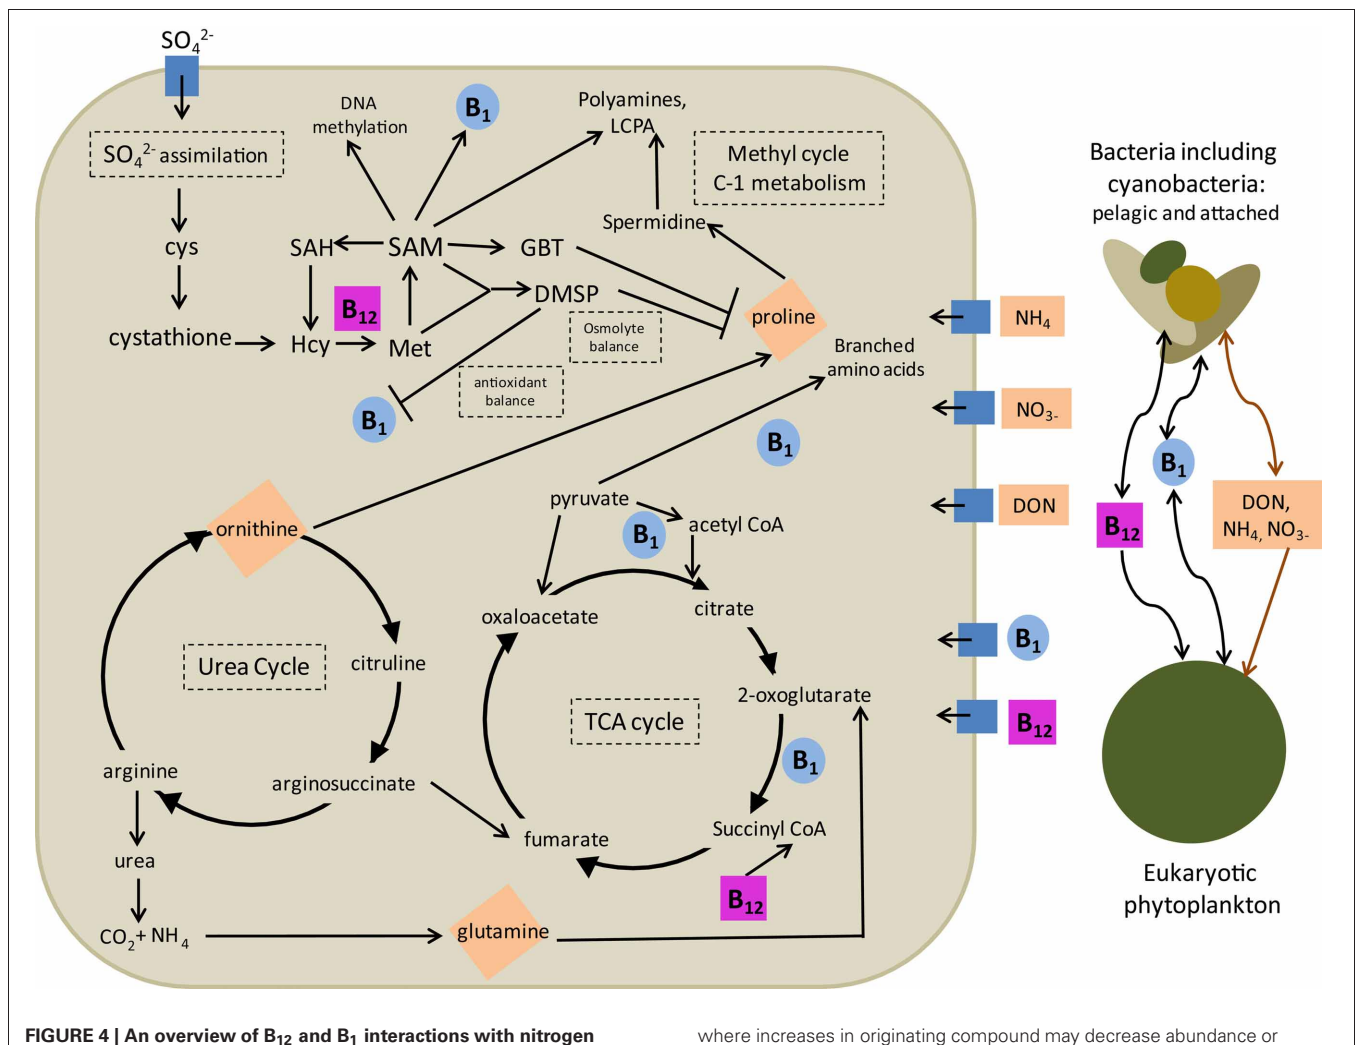 SO₄²⁻
SO₄²⁻ assimilation
cys
cystathione
DNA
methylation
B₁
Polyamines,
LCPA
Methyl cycle
C-1 metabolism
Spermidine
SAH
SAM
GBT
DMSP
B₁₂
Hcy
Met
proline
Osmolyte
balance
antioxidant
balance
Branched
amino acids
B₁
B₁
pyruvate
acetyl CoA
B₁
ornithine
citruline
Urea Cycle
arginine
arginosuccinate
urea
CO₂+ NH₄
glutamine
oxaloacetate
citrate
2-oxoglutarate
TCA cycle
B₁
Succinyl CoA
fumarate
B₁₂
NH₄
NO₃₋
DON
B₁
B₁₂
Bacteria including
cyanobacteria:
pelagic and attached
B₁
B₁₂
DON,
NH₄, NO₃₋
Eukaryotic
phytoplankton
FIGURE 4 | An overview of B₁₂ and B₁ interactions with nitrogen
where increases in originating compound may decrease abundance or